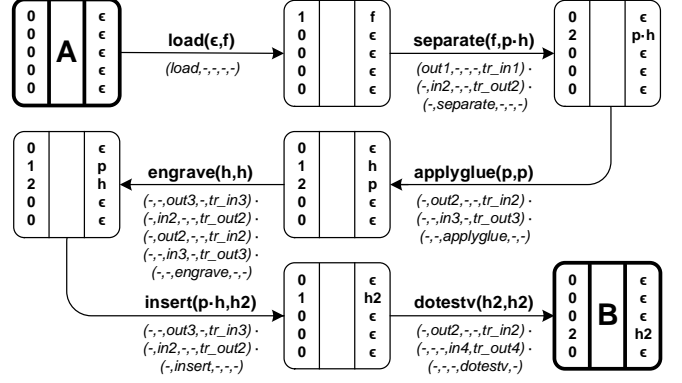 0 ϵ
0 ϵ
0 A ϵ
0 ϵ
0 ϵ
load(ϵ,f)
(load,-,-,-,-)
1 f
0 ϵ
0 ϵ
0 ϵ
0 ϵ
separate(f,p·h)
(out1,-,-,-,tr_in1) ·
(-,in2,-,-,tr_out2) ·
(-,separate,-,-,-)
0 ϵ
2 p·h
0 ϵ
0 ϵ
0 ϵ
applyglue(p,p)
(-,out2,-,-,tr_in2) ·
(-,-,in3,-,tr_out3) ·
(-,-,applyglue,-,-)
0 ϵ
1 h
2 p
0 ϵ
0 ϵ
engrave(h,h)
(-,-,out3,-,tr_in3) ·
(-,in2,-,-,tr_out2) ·
(-,out2,-,-,tr_in2) ·
(-,-,in3,-,tr_out3) ·
(-,-,engrave,-,-)
0 ϵ
1 p
2 h
0 ϵ
0 ϵ
insert(p·h,h2)
(-,-,out3,-,tr_in3) ·
(-,in2,-,-,tr_out2) ·
(-,insert,-,-,-)
0 ϵ
1 h2
0 ϵ
0 ϵ
0 ϵ
dotestv(h2,h2)
(-,out2,-,-,tr_in2) ·
(-,-,-,in4,tr_out4) ·
(-,-,-,dotestv,-)
0 ϵ
0 ϵ
0 B ϵ
2 h2
0 ϵ